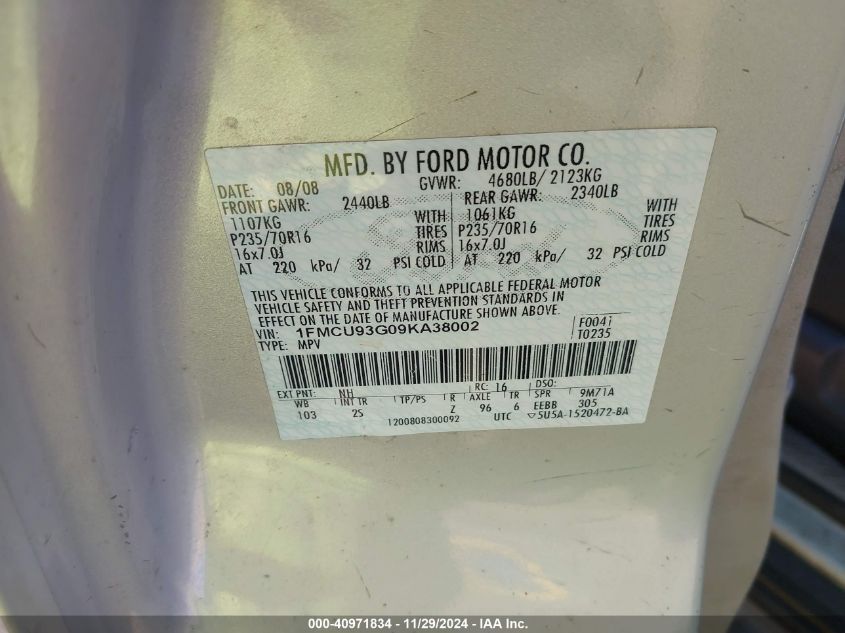 MFD. BY FORD MOTOR CO.
DATE: 08/08 GVWR: 4680LB/ 2123KG
FRONT GAWR: 2440LB REAR GAWR: 2340LB
1107KG WITH 1061KG WITH
P235/70R16 TIRES P235/70R16 TIRES
16x7.0J RIMS 16x7.0J RIMS
AT 220 kPa/ 32 PSI COLD AT 220 kPa/ 32 PSI COLD
THIS VEHICLE CONFORMS TO ALL APPLICABLE FEDERAL MOTOR
VEHICLE SAFETY AND THEFT PREVENTION STANDARDS IN
EFFECT ON THE DATE OF MANUFACTURE SHOWN ABOVE.
VIN: 1FMCU93G09KA38002 F0041
TYPE: MPV T0235
EXT PNT: NH RC: 16 DSO:
WB INT TR TP/PS R AXLE TR SPR 9M71A
103 2S Z 96 6 EEBB 305
1200808300092 UTC 5U5A-1520472-BA
000-40971834 - 11/29/2024 - IAA Inc.